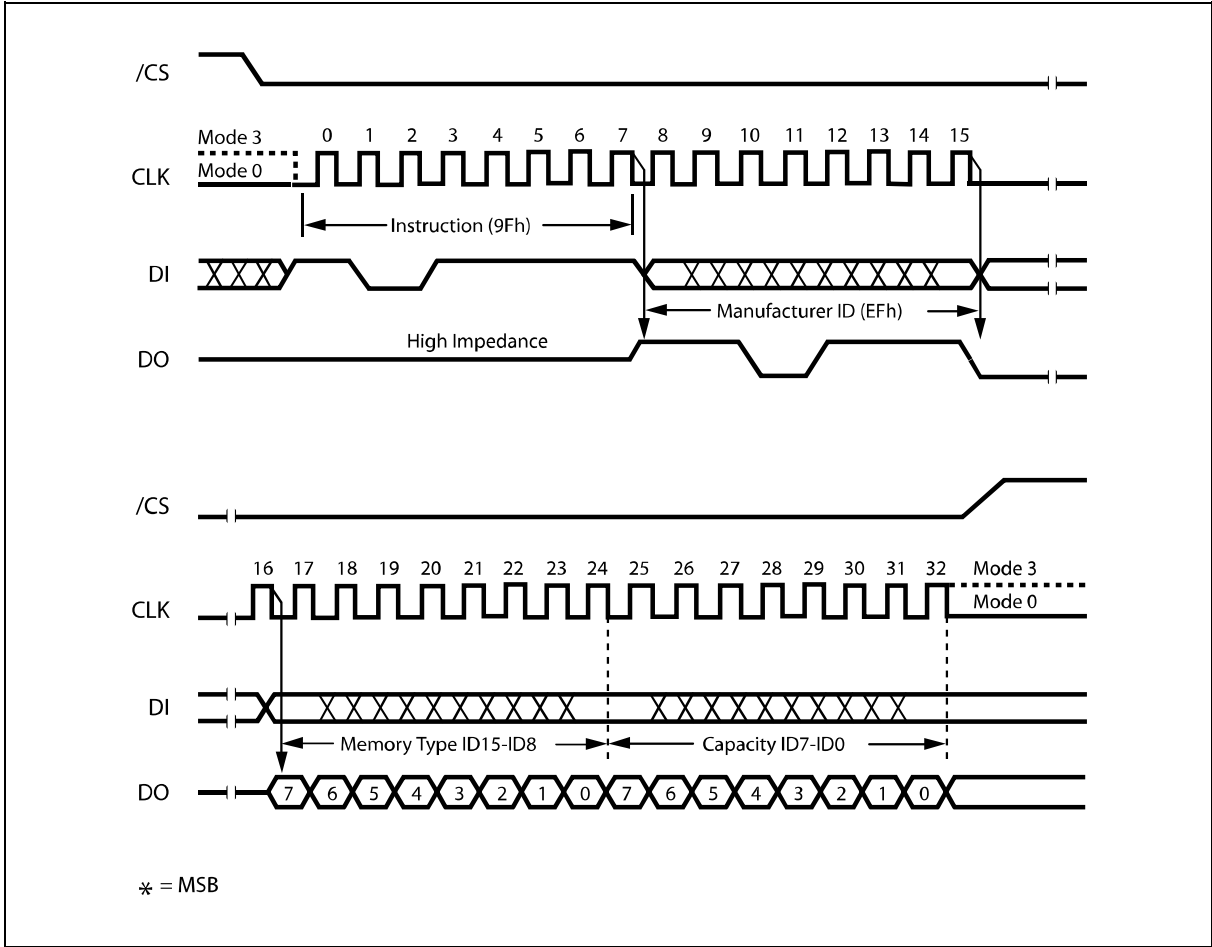 /CS
Mode 3
0 1 2 3 4 5 6 7 8 9 10 11 12 13 14 15
CLK
Mode 0
Instruction (9Fh)
DI
Manufacturer ID (EFh)
High Impedance
DO
/CS
16 17 18 19 20 21 22 23 24 25 26 27 28 29 30 31 32
Mode 3
CLK
Mode 0
DI
Memory Type ID15-ID8
Capacity ID7-ID0
DO
7 6 5 4 3 2 1 0 7 6 5 4 3 2 1 0
* = MSB